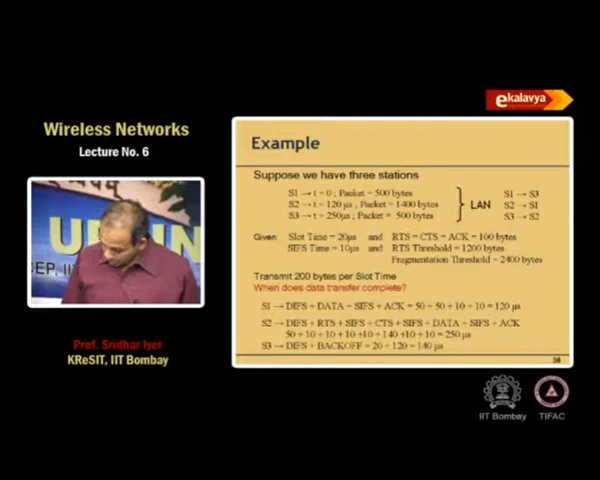 ekalavya
Wireless Networks
Lecture No. 6
Example
Suppose we have three stations
S1 → t = 0 ; Packet = 500 bytes
S2 → t = 120 µs , Packet = 1400 bytes
S3 → t = 250µs ; Packet = 500 bytes
LAN
S1 → S3
S2 → S1
S3 → S2
Given: Slot Time = 20µs and RTS = CTS = ACK = 100 bytes
SIFS Time = 10µs and RTS Threshold = 1200 bytes
Fragmentation Threshold = 2400 bytes
Transmit 200 bytes per Slot Time
When does data transfer complete?
S1 → DIFS + DATA + SIFS + ACK = 50 + 50 + 10 + 10 = 120 µs
S2 → DIFS + RTS + SIFS + CTS + SIFS + DATA + SIFS + ACK
50 + 10 + 10 + 10 +10 + 140 +10 + 10 = 250 µs
S3 → DIFS + BACKOFF = 20 + 120 = 140 µs
38
Prof. Sridhar Iyer
KReSIT, IIT Bombay
IIT Bombay
TIFAC